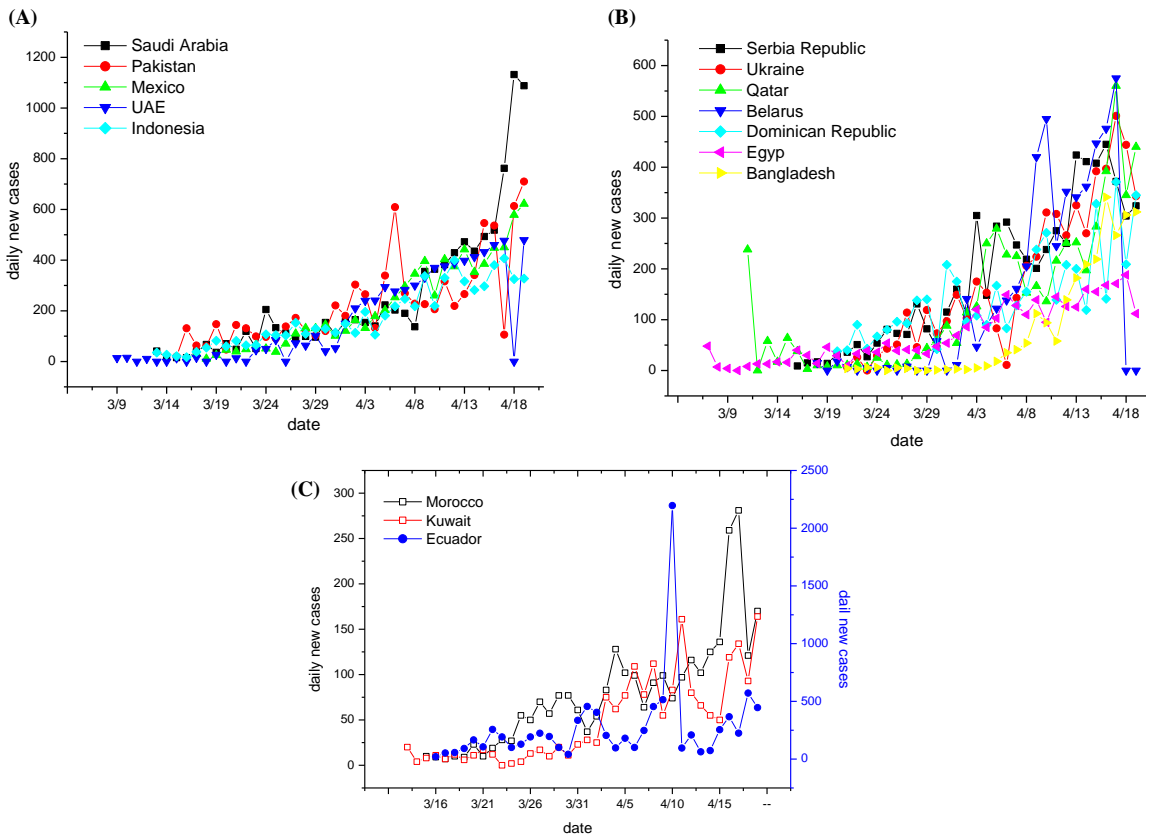 (A)
1200
1000
800
600
400
200
0
daily new cases
Saudi Arabia
Pakistan
Mexico
UAE
Indonesia
3/9 3/14 3/19 3/24 3/29 4/3 4/8 4/13 4/18
date
(B)
600
500
400
300
200
100
0
daily new cases
Serbia Republic
Ukraine
Qatar
Belarus
Dominican Republic
Egyp
Bangladesh
3/9 3/14 3/19 3/24 3/29 4/3 4/8 4/13 4/18
date
(C)
300
250
200
150
100
50
0
daily new cases
Morocco
Kuwait
Ecuador
2500
2000
1500
1000
500
0
dail new cases
3/16 3/21 3/26 3/31 4/5 4/10 4/15 --
date